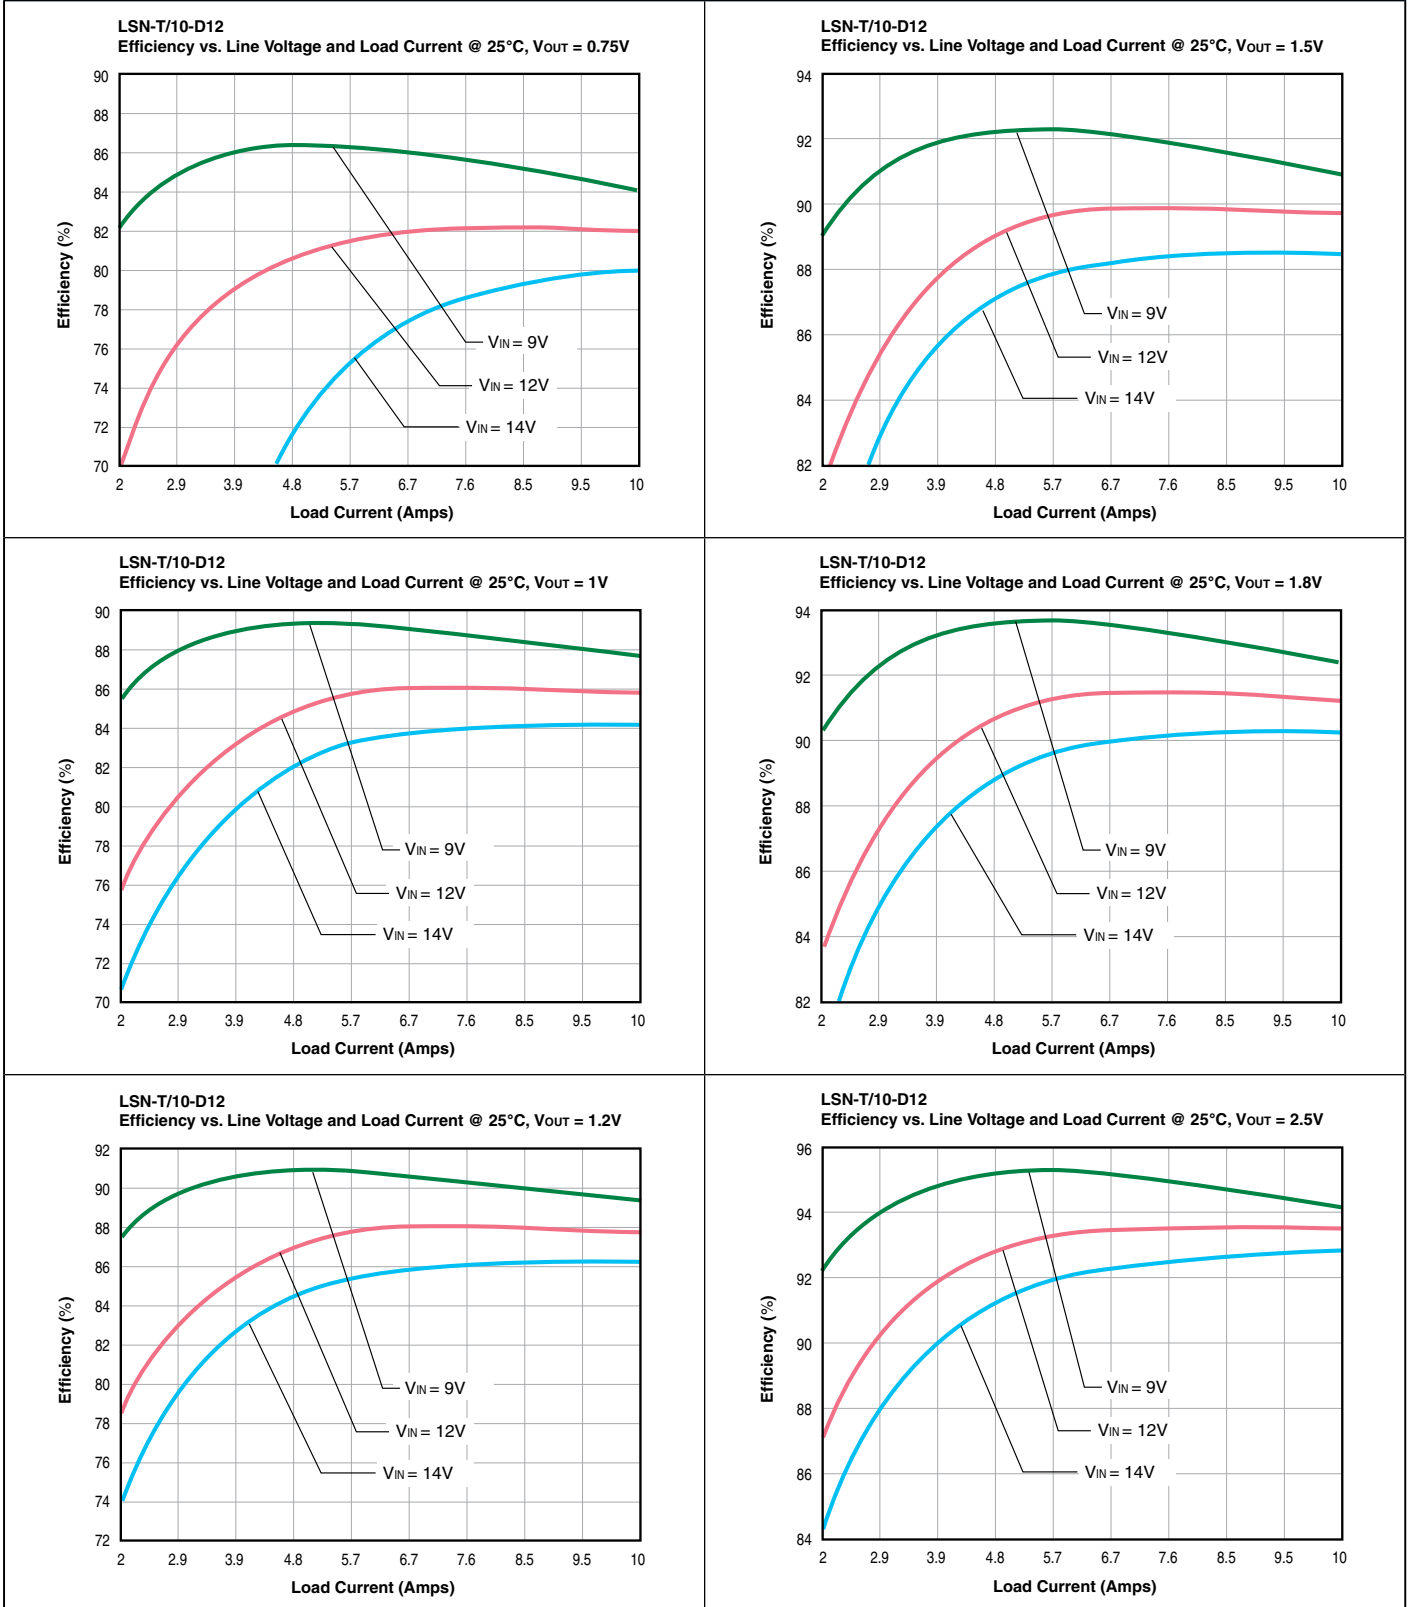 LSN-T/10-D12
Efficiency vs. Line Voltage and Load Current @ 25°C, VOUT = 0.75V
90
88
86
84
82
80
78
76
74
72
70
Efficiency (%)
VIN = 9V
VIN = 12V
VIN = 14V
2 2.9 3.9 4.8 5.7 6.7 7.6 8.5 9.5 10
Load Current (Amps)
LSN-T/10-D12
Efficiency vs. Line Voltage and Load Current @ 25°C, VOUT = 1.5V
94
92
90
88
86
84
82
Efficiency (%)
VIN = 9V
VIN = 12V
VIN = 14V
2 2.9 3.9 4.8 5.7 6.7 7.6 8.5 9.5 10
Load Current (Amps)
LSN-T/10-D12
Efficiency vs. Line Voltage and Load Current @ 25°C, VOUT = 1V
90
88
86
84
82
80
78
76
74
72
70
Efficiency (%)
VIN = 9V
VIN = 12V
VIN = 14V
2 2.9 3.9 4.8 5.7 6.7 7.6 8.5 9.5 10
Load Current (Amps)
LSN-T/10-D12
Efficiency vs. Line Voltage and Load Current @ 25°C, VOUT = 1.8V
94
92
90
88
86
84
82
Efficiency (%)
VIN = 9V
VIN = 12V
VIN = 14V
2 2.9 3.9 4.8 5.7 6.7 7.6 8.5 9.5 10
Load Current (Amps)
LSN-T/10-D12
Efficiency vs. Line Voltage and Load Current @ 25°C, VOUT = 1.2V
92
90
88
86
84
82
80
78
76
74
72
Efficiency (%)
VIN = 9V
VIN = 12V
VIN = 14V
2 2.9 3.9 4.8 5.7 6.7 7.6 8.5 9.5 10
Load Current (Amps)
LSN-T/10-D12
Efficiency vs. Line Voltage and Load Current @ 25°C, VOUT = 2.5V
96
94
92
90
88
86
84
Efficiency (%)
VIN = 9V
VIN = 12V
VIN = 14V
2 2.9 3.9 4.8 5.7 6.7 7.6 8.5 9.5 10
Load Current (Amps)